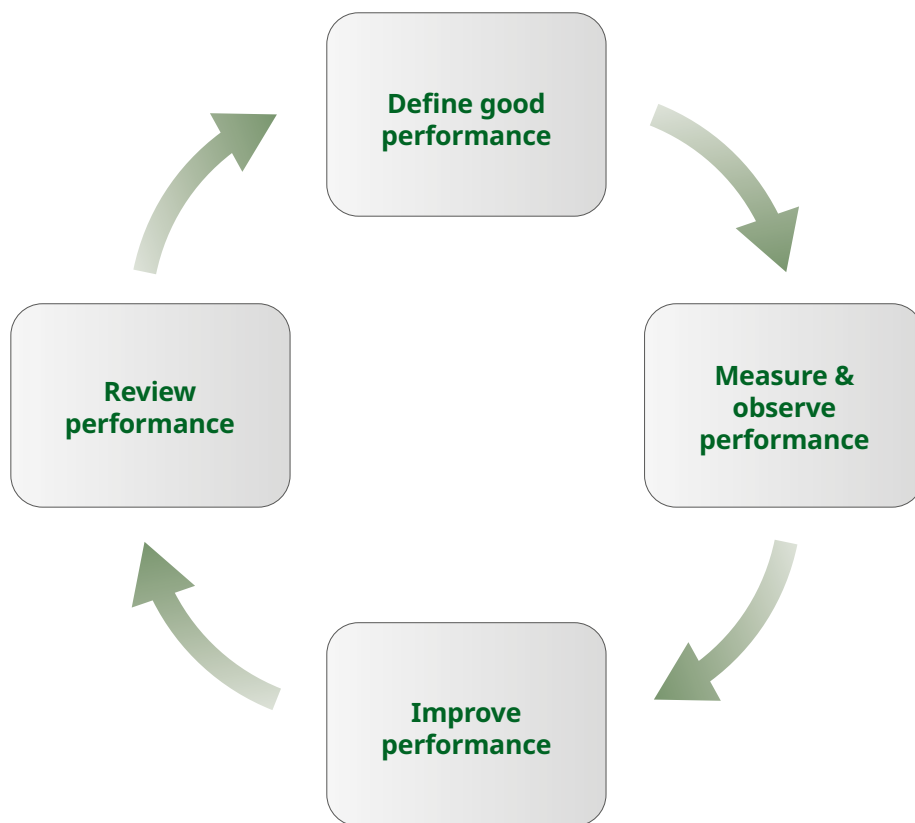 Define good
performance
Measure &
observe
performance
Improve
performance
Review
performance